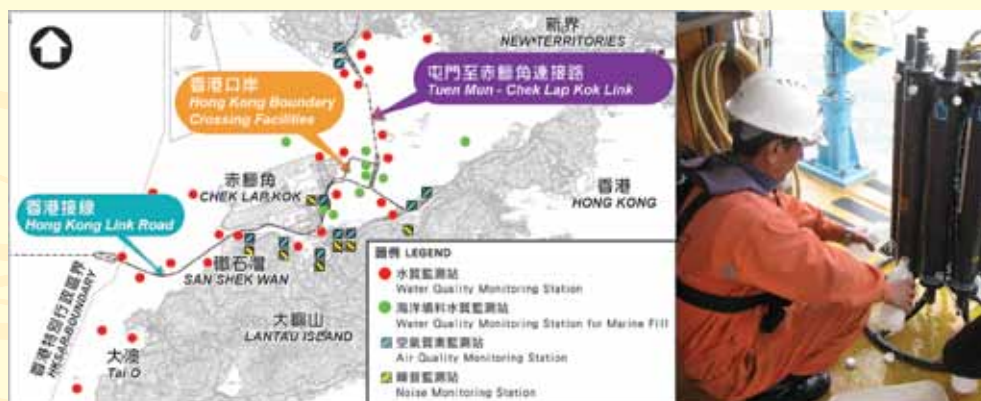 新界
NEW TERRITORIES
屯門至赤鱲角連接路
Tuen Mun - Chek Lap Kok Link
香港口岸
Hong Kong Boundary
Crossing Facilities
赤鱲角
CHEK LAP KOK
香港
HONG KONG
香港接線
Hong Kong Link Road
𥕢石灣
SAN SHEK WAN
香港特別行政區界
HKSAR BOUNDARY
大嶼山
LANTAU ISLAND
大澳
Tai O
圖例 LEGEND
水質監測站
Water Quality Monitoring Station
海洋填料水質監測站
Water Quality Monitoring Station for Marine Fill
空氣質素監測站
Air Quality Monitoring Station
噪音監測站
Noise Monitoring Station